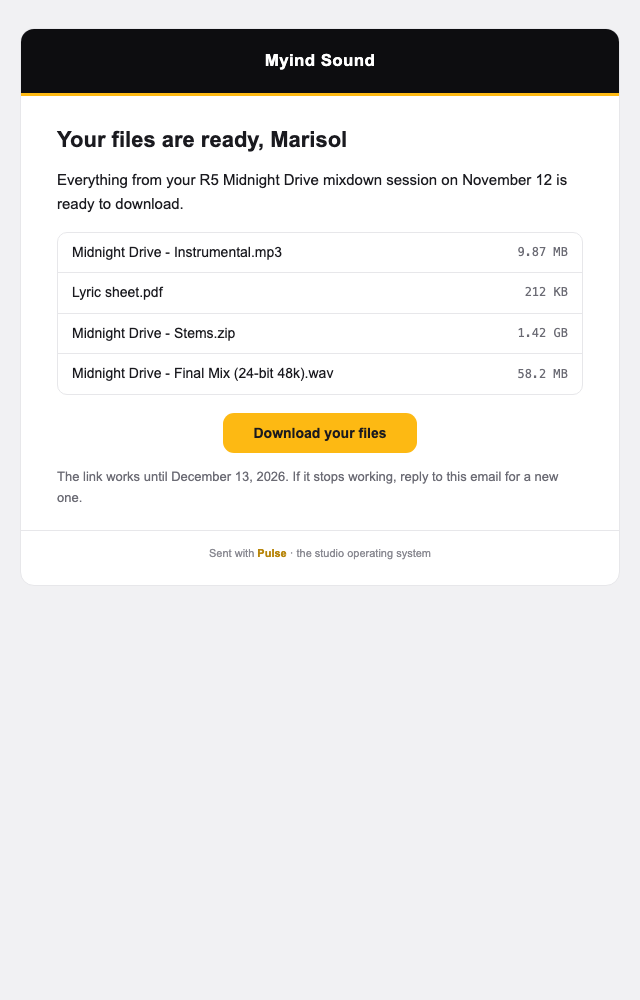 Myind Sound
Your files are ready, Marisol
Everything from your R5 Midnight Drive mixdown session on November 12 is
ready to download.
Midnight Drive - Instrumental.mp3 9.87 MB
Lyric sheet.pdf 212 KB
Midnight Drive - Stems.zip 1.42 GB
Midnight Drive - Final Mix (24-bit 48k).wav 58.2 MB
Download your files
The link works until December 13, 2026. If it stops working, reply to this email for a new
one.
Sent with Pulse · the studio operating system